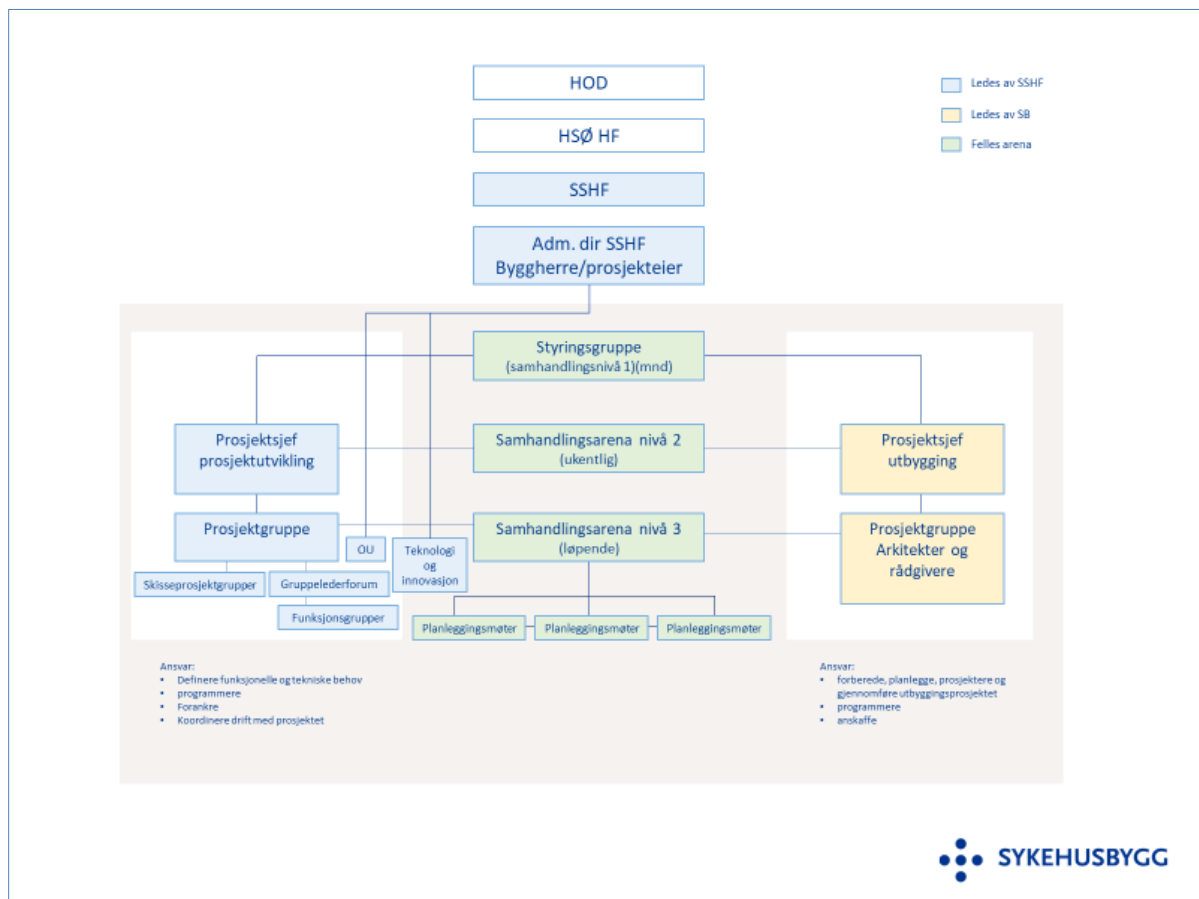 HOD
HSØ HF
SSHF
Adm. dir SSHF
Byggherre/prosjekteier
Ledes av SSHF
Ledes av SB
Felles arena
Styringsgruppe
(samhandlingsnivå 1)(mnd)
Prosjektsjef
prosjektutvikling
Samhandlingsarena nivå 2
(ukentlig)
Prosjektsjef
utbygging
Prosjektgruppe
OU
Teknologi
og
innovasjon
Samhandlingsarena nivå 3
(løpende)
Prosjektgruppe
Arkitekter og
rådgivere
Skisseprosjektgrupper
Gruppelederforum
Funksjonsgrupper
Planleggingsmøter
Planleggingsmøter
Planleggingsmøter
Ansvar:
• Definere funksjonelle og tekniske behov
• programmere
• Forankre
• Koordinere drift med prosjektet
Ansvar:
• forberede, planlegge, prosjektere og
gjennomføre utbyggingsprosjektet
• programmere
• anskaffe
SYKEHUSBYGG